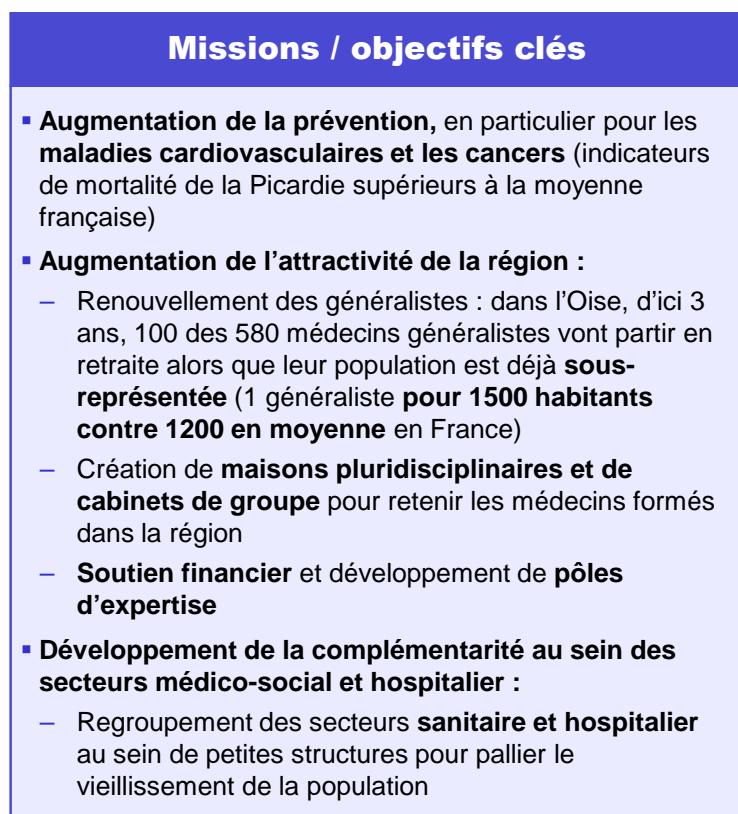 Missions / objectifs clés
▪ Augmentation de la prévention, en particulier pour les
maladies cardiovasculaires et les cancers (indicateurs
de mortalité de la Picardie supérieurs à la moyenne
française)
▪ Augmentation de l’attractivité de la région :
– Renouvellement des généralistes : dans l’Oise, d’ici 3
ans, 100 des 580 médecins généralistes vont partir en
retraite alors que leur population est déjà sous-
représentée (1 généraliste pour 1500 habitants
contre 1200 en moyenne en France)
– Création de maisons pluridisciplinaires et de
cabinets de groupe pour retenir les médecins formés
dans la région
– Soutien financier et développement de pôles
d’expertise
▪ Développement de la complémentarité au sein des
secteurs médico-social et hospitalier :
– Regroupement des secteurs sanitaire et hospitalier
au sein de petites structures pour pallier le
vieillissement de la population